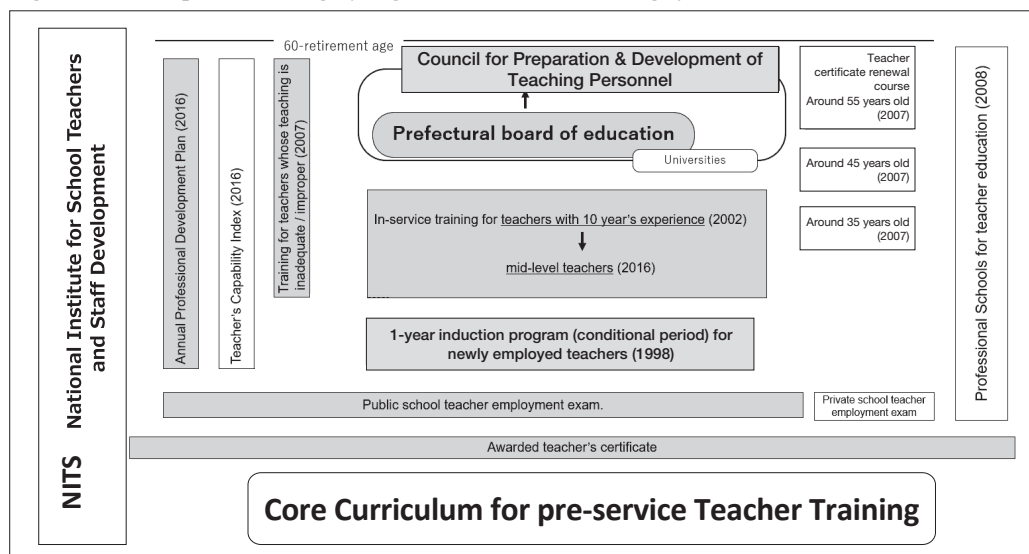 NITS National Institute for School Teachers
and Staff Development
60-retirement age
Annual Professional Development Plan (2016)
Teacher's Capability Index (2016)
Training for teachers whose teaching is
inadequate / improper (2007)
Council for Preparation & Development of
Teaching Personnel
Prefectural board of education
Universities
In-service training for teachers with 10 year's experience (2002)
mid-level teachers (2016)
1-year induction program (conditional period) for
newly employed teachers (1998)
Teacher
certificate renewal
course
Around 55 years old
(2007)
Around 45 years old
(2007)
Around 35 years old
(2007)
Professional Schools for teacher education (2008)
Public school teacher employment exam.
Private school teacher
employment exam
Awarded teacher's certificate
Core Curriculum for pre-service Teacher Training